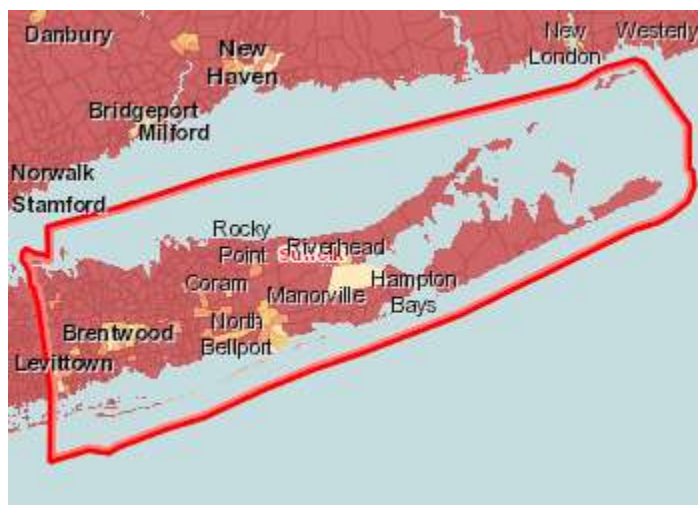 Danbury
New
Haven
New
London
Westerly
Bridgeport
Milford
Norwalk
Stamford
Rocky
Point
Riverhead
Suffolk
Coram
Manorville
Hampton
Bays
Brentwood
North
Bellport
Levittown